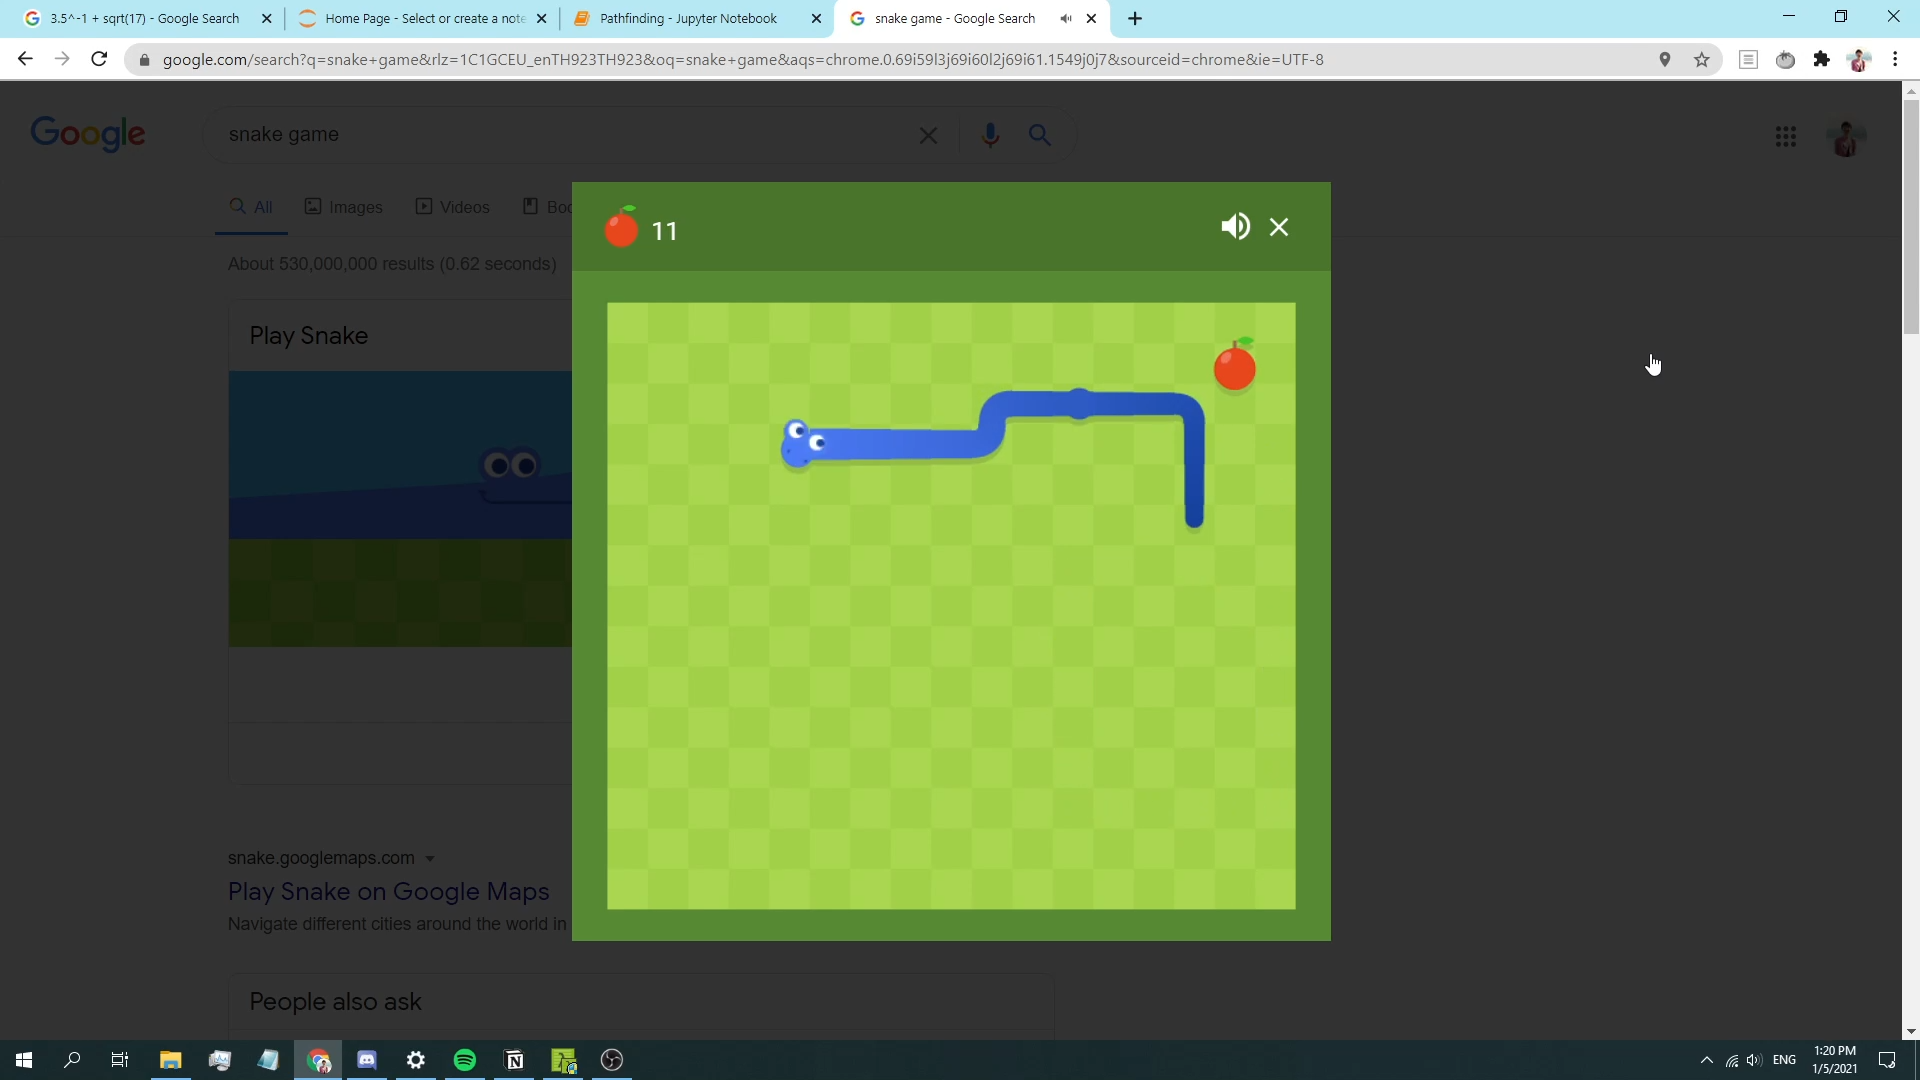 3.5^-1 + sqrt(17) - Google Search
Home Page - Select or create a note
Pathfinding - Jupyter Notebook
snake game - Google Search
google.com/search?q=snake+game&rlz=1C1GCEU_enTH923TH923&oq=snake+game&aqs=chrome.0.69i59l3j69i60l2j69i61.1549j0j7&sourceid=chrome&ie=UTF-8
Google
snake game
All
Images
Videos
Boo
11
About 530,000,000 results (0.62 seconds)
Play Snake
snake.googlemaps.com
Play Snake on Google Maps
Navigate different cities around the world in
People also ask
ENG
1:20 PM
1/5/2021